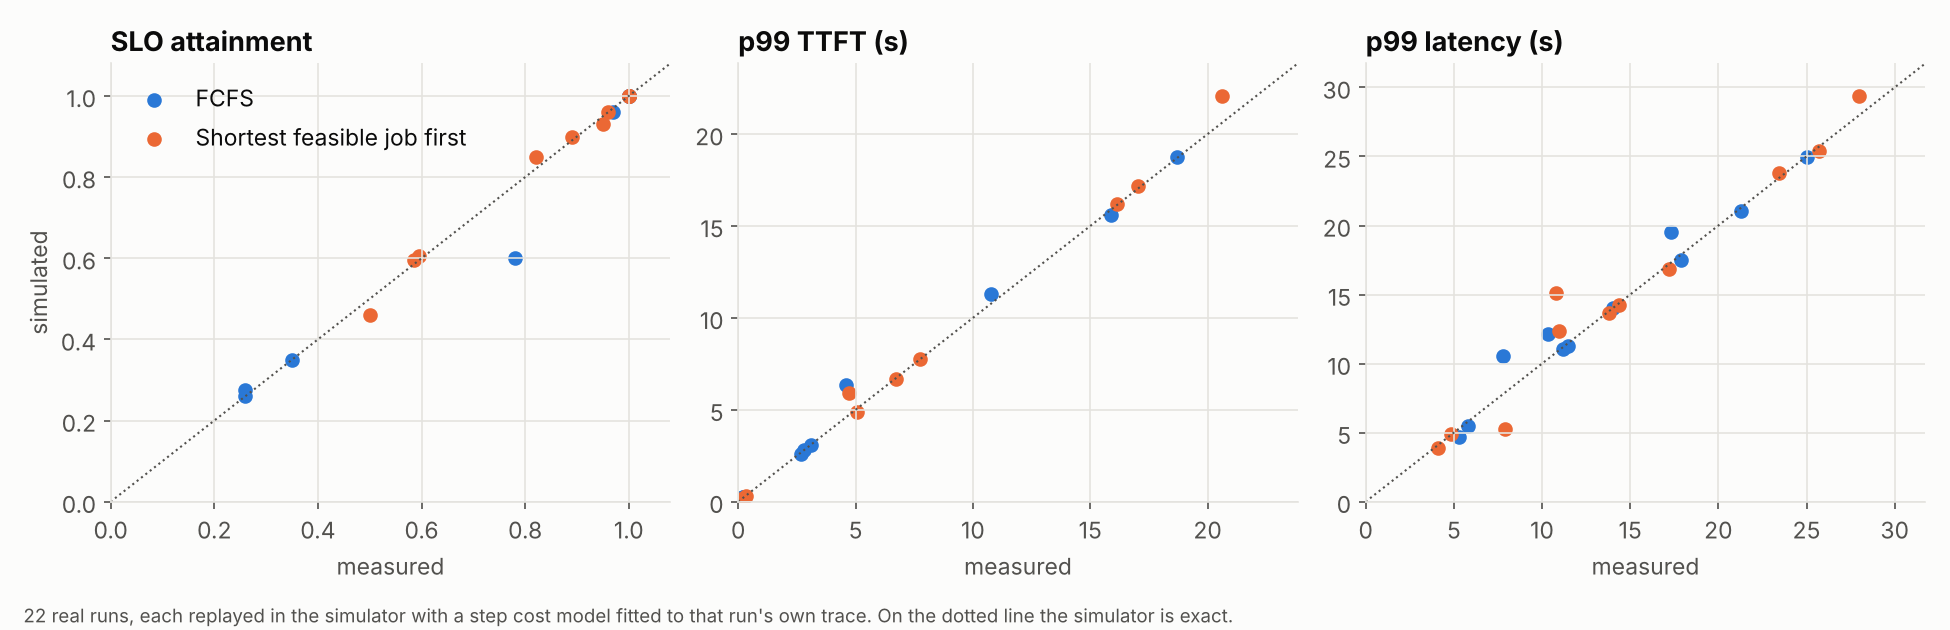 SLO attainment
p99 TTFT (s)
p99 latency (s)
FCFS
Shortest feasible job first
simulated
1.0
0.8
0.6
0.4
0.2
0.0
0.0 0.2 0.4 0.6 0.8 1.0
measured
20
15
10
5
0
0 5 10 15 20
measured
30
25
20
15
10
5
0
0 5 10 15 20 25 30
measured
22 real runs, each replayed in the simulator with a step cost model fitted to that run's own trace. On the dotted line the simulator is exact.